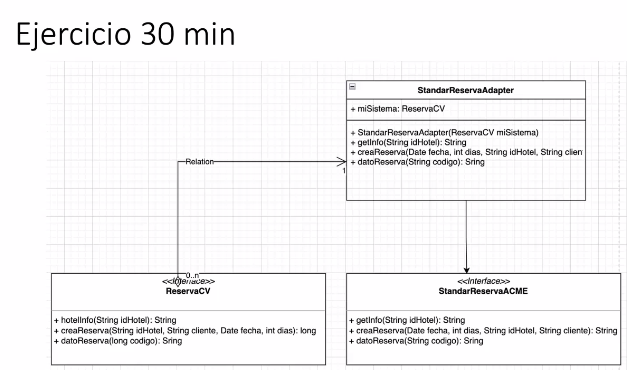 Ejercicio 30 min
StandarReservaAdapter
+ miSistema: ReservaCV
+ StandarReservaAdapter(ReservaCV miSistema)
+ getInfo(String idHotel): String
+ creaReserva(Date fecha, int dias, String idHotel, String clien
+ datoReserva(String codigo): Sring
Relation
1
0..n
<<Interface>>
ReservaCV
+ hotelInfo(String idHotel): String
+ creaReserva(String idHotel, String cliente, Date fecha, int dias): long
+ datoReserva(long codigo): Sring
<<Interface>>
StandarReservaACME
+ getInfo(String idHotel): String
+ creaReserva(Date fecha, int dias, String idHotel, String cliente): String
+ datoReserva(String codigo): Sring